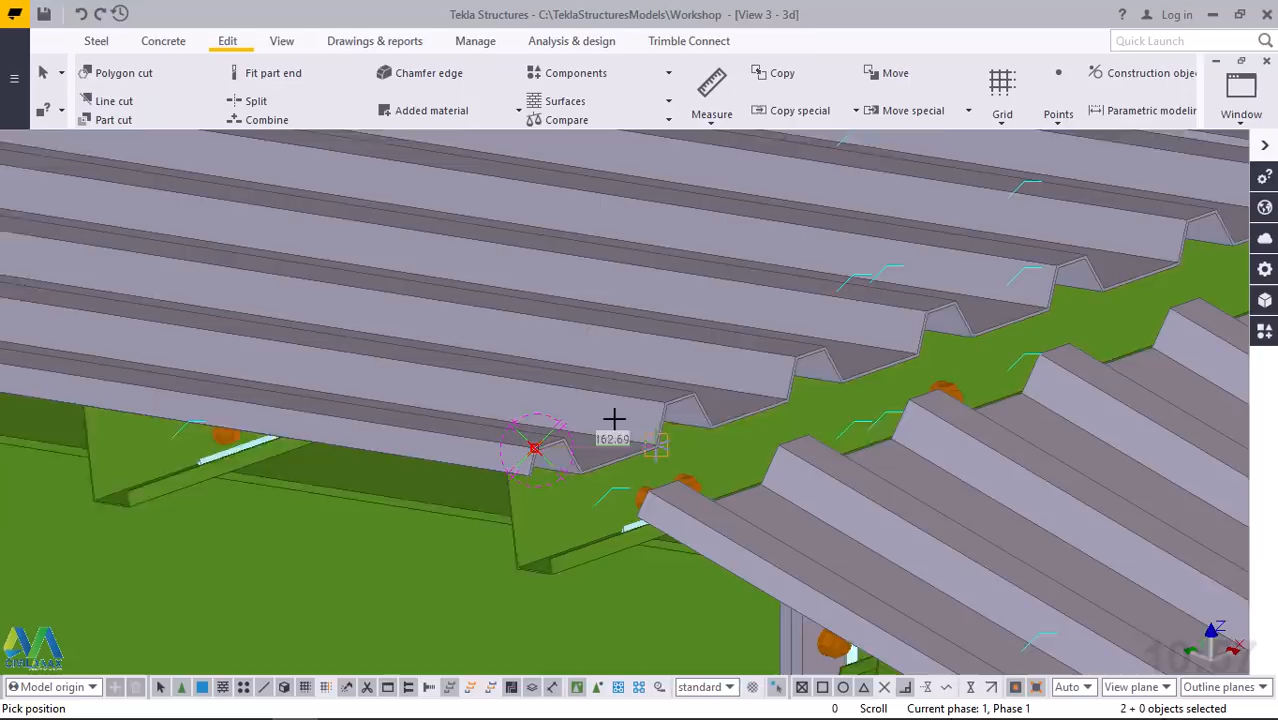 Tekla Structures - C:\TeklaStructuresModels\Workshop - [View 3 - 3d]
Log in
Steel Concrete Edit View Drawings & reports Manage Analysis & design Trimble Connect
Quick Launch
Polygon cut
Line cut
Part cut
Fit part end
Split
Combine
Chamfer edge
Added material
Components
Surfaces
Compare
Measure
Copy
Copy special
Move
Move special
Grid
Points
Construction obje
Parametric modelin
Window
162.69
Z
X
CIVILMAX
Model origin standard Auto View plane Outline planes
Pick position 0 Scroll Current phase: 1, Phase 1 2 + 0 objects selected